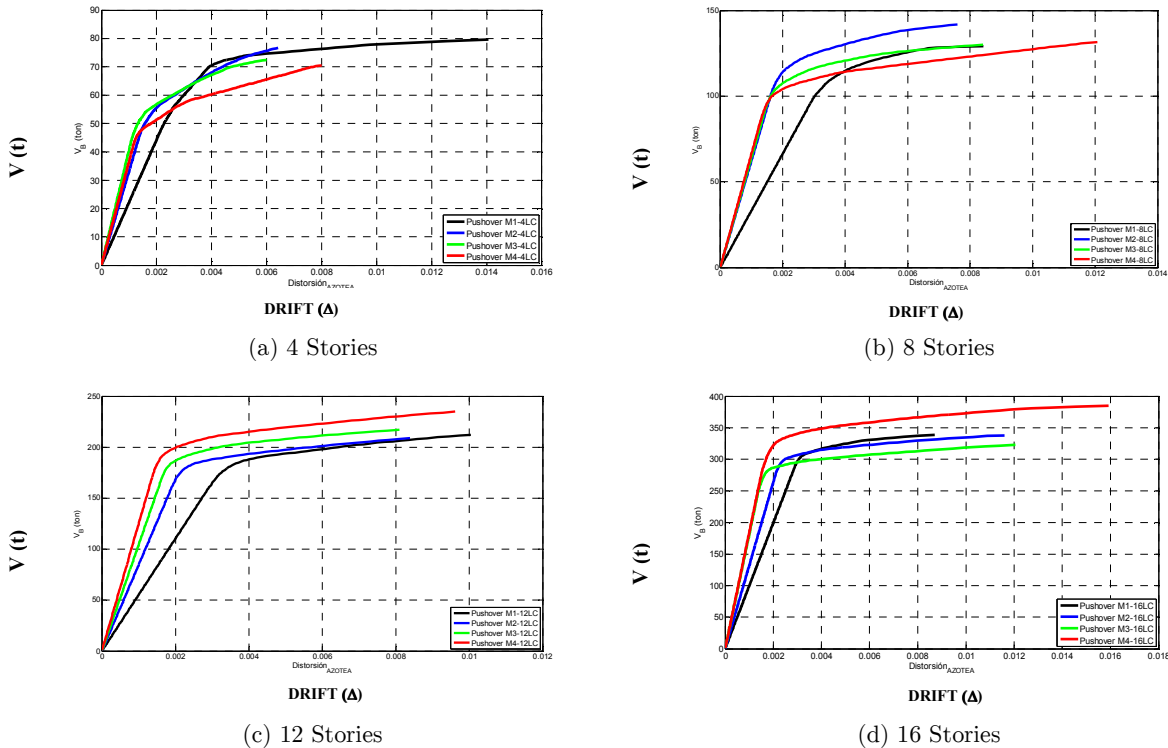 90
80
70
60
50
40
30
20
10
0
V (t)
V_B (ton)
0 0.002 0.004 0.006 0.008 0.01 0.012 0.014 0.016
Distorsión_AZOTEA
Pushover M1-4LC
Pushover M2-4LC
Pushover M3-4LC
Pushover M4-4LC
DRIFT (Δ)
(a) 4 Stories
150
100
50
0
V (t)
V_B (ton)
0 0.002 0.004 0.006 0.008 0.01 0.012 0.014
Distorsión_AZOTEA
Pushover M1-8LC
Pushover M2-8LC
Pushover M3-8LC
Pushover M4-8LC
DRIFT (Δ)
(b) 8 Stories
250
200
150
100
50
0
V (t)
V_B (ton)
0 0.002 0.004 0.006 0.008 0.01 0.012
Distorsión_AZOTEA
Pushover M1-12LC
Pushover M2-12LC
Pushover M3-12LC
Pushover M4-12LC
DRIFT (Δ)
(c) 12 Stories
400
350
300
250
200
150
100
50
0
V (t)
V_B (ton)
0 0.002 0.004 0.006 0.008 0.01 0.012 0.014 0.016 0.018
Distorsión_AZOTEA
Pushover M1-16LC
Pushover M2-16LC
Pushover M3-16LC
Pushover M4-16LC
DRIFT (Δ)
(d) 16 Stories